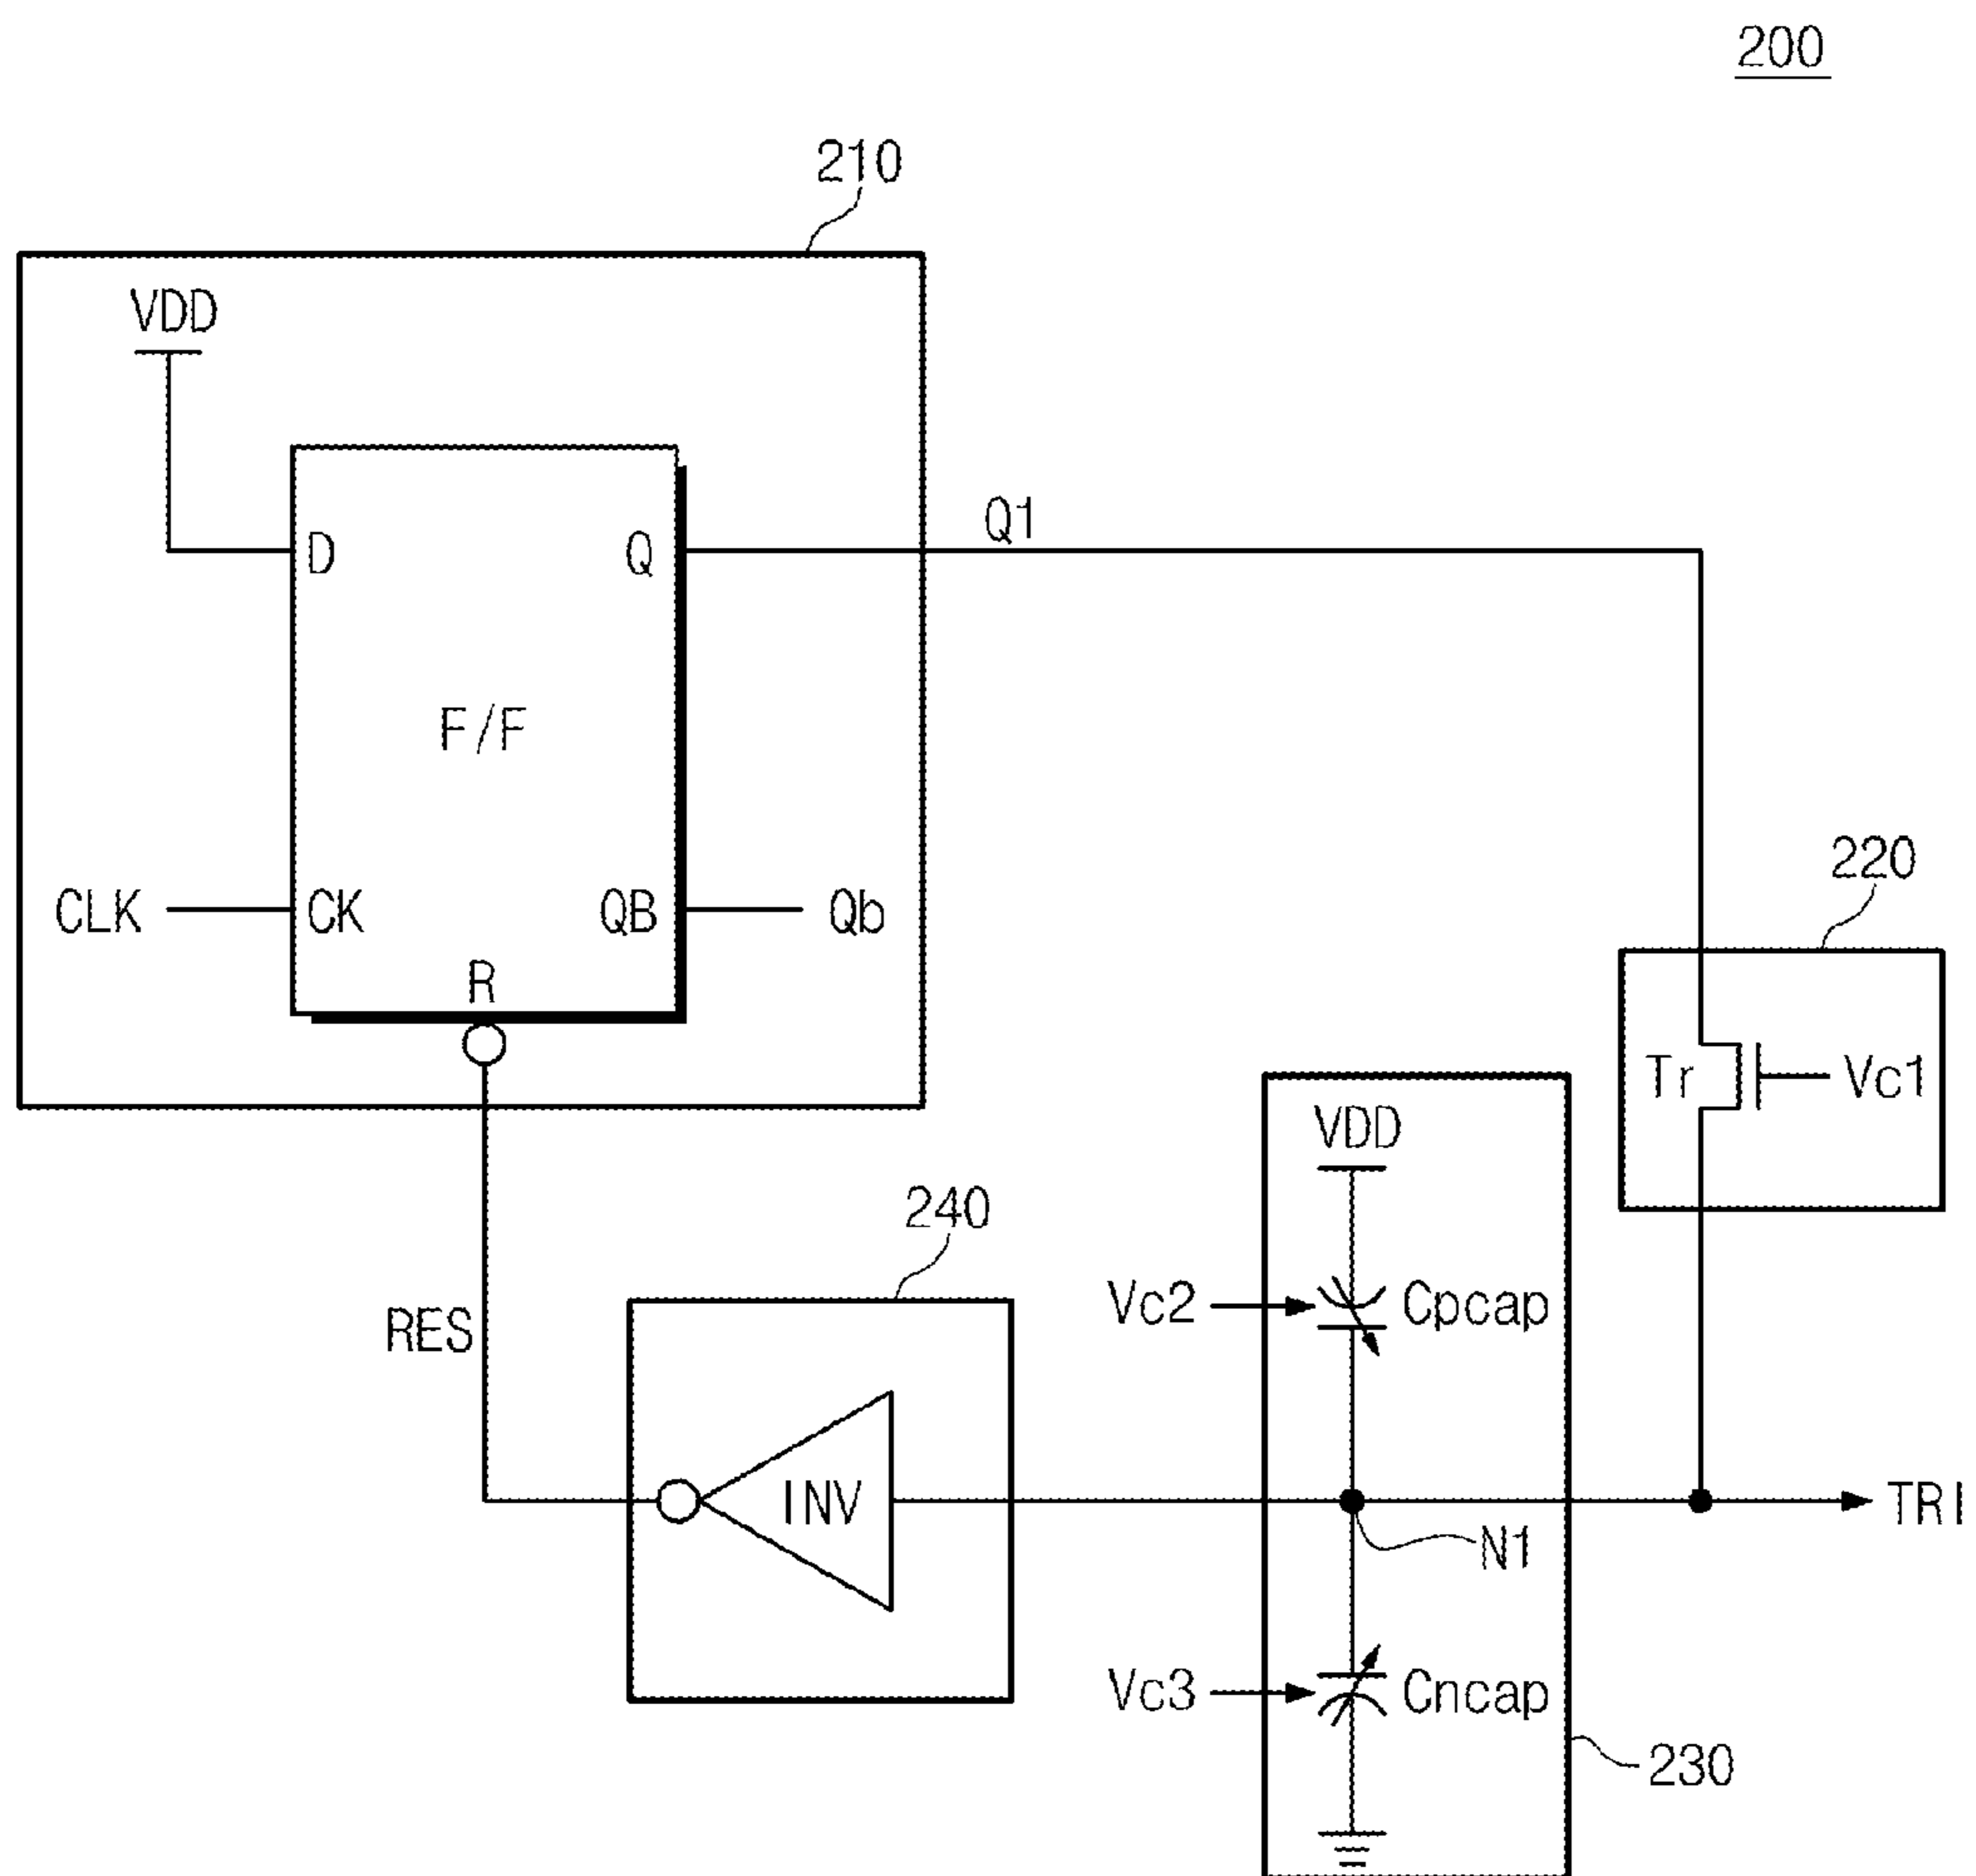 200
210
VDD
Q1
D
Q
F/F
220
CLK
CK
QB
Qb
R
Tr
Vc1
VDD
240
Vc2
Cpcap
RES
INV
TRI
N1
Vc3
Cncap
230